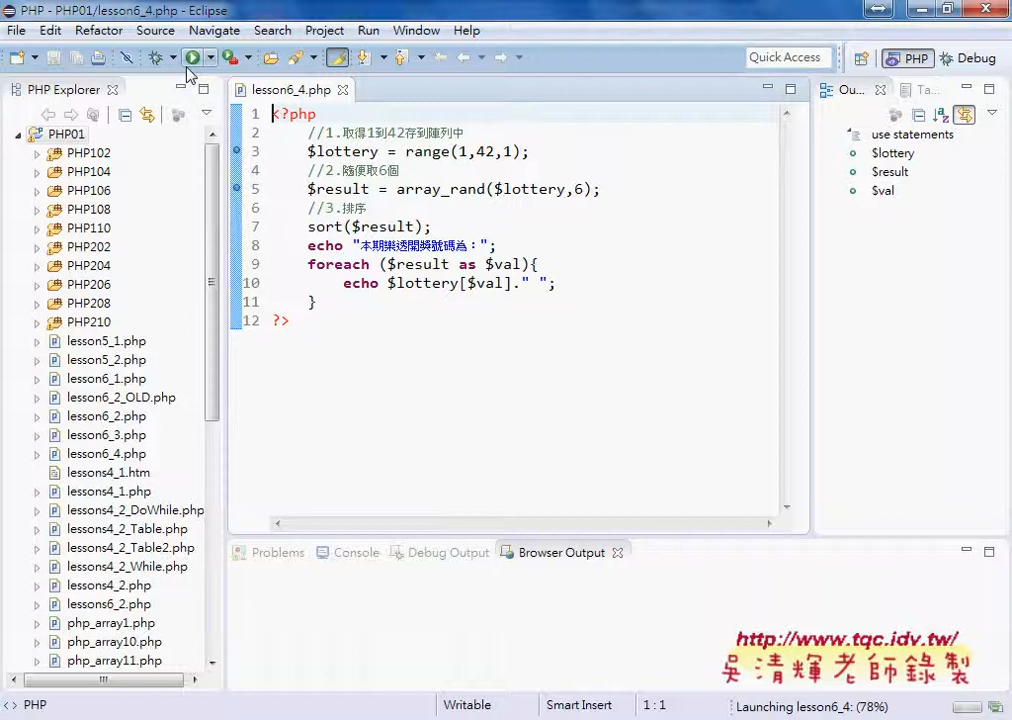 PHP - PHP01/lesson6_4.php - Eclipse
File Edit Refactor Source Navigate Search Project Run Window Help
Quick Access PHP Debug
PHP Explorer
PHP01
PHP102
PHP104
PHP106
PHP108
PHP110
PHP202
PHP204
PHP206
PHP208
PHP210
lesson5_1.php
lesson5_2.php
lesson6_1.php
lesson6_2_OLD.php
lesson6_2.php
lesson6_3.php
lesson6_4.php
lessons4_1.htm
lessons4_1.php
lessons4_2_DoWhile.php
lessons4_2_Table.php
lessons4_2_Table2.php
lessons4_2_While.php
lessons4_2.php
lessons6_2.php
php_array1.php
php_array10.php
php_array11.php
lesson6_4.php
1 <?php
2 //1.取得1到42存到陣列中
3 $lottery = range(1,42,1);
4 //2.隨便取6個
5 $result = array_rand($lottery,6);
6 //3.排序
7 sort($result);
8 echo "本期樂透開獎號碼為：";
9 foreach ($result as $val){
10 echo $lottery[$val]." ";
11 }
12 ?>
Ou... Ta...
use statements
$lottery
$result
$val
Problems Console Debug Output Browser Output
http://www.tqc.idv.tw/
吳清輝老師錄製
PHP Writable Smart Insert 1 : 1 Launching lesson6_4: (78%)